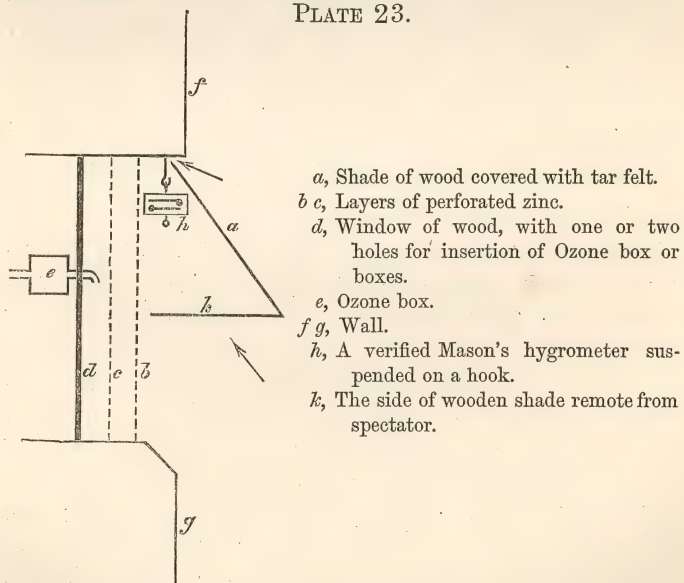 PLATE 23.
f
a, Shade of wood covered with tar felt.
b c, Layers of perforated zinc.
h
a
d, Window of wood, with one or two
holes for insertion of Ozone box or
boxes.
e
e, Ozone box.
k
f g, Wall.
h, A verified Mason's hygrometer sus-
pended on a hook.
d c b
k, The side of wooden shade remote from
spectator.
g